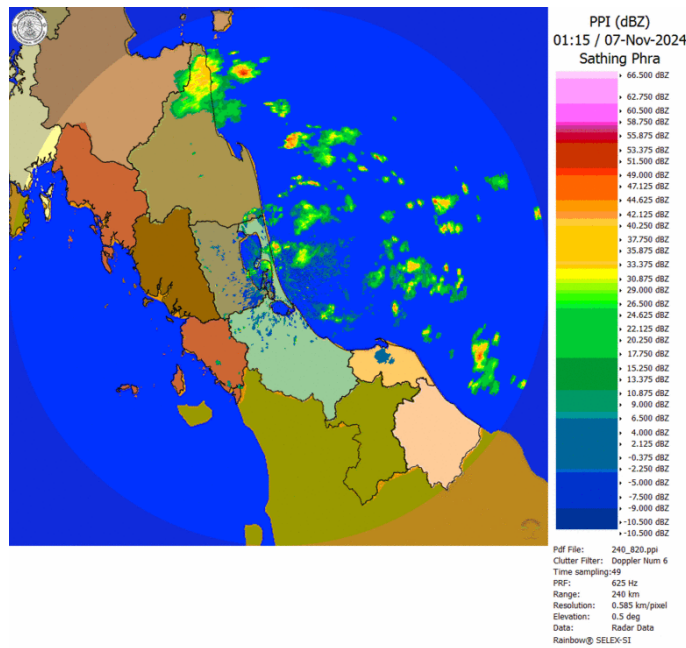 PPI (dBZ)
01:15 / 07-Nov-2024
Sathing Phra
66.500 dBZ
62.750 dBZ
60.500 dBZ
58.750 dBZ
55.875 dBZ
53.375 dBZ
51.500 dBZ
49.000 dBZ
47.125 dBZ
44.625 dBZ
42.125 dBZ
40.250 dBZ
37.750 dBZ
35.875 dBZ
33.375 dBZ
30.875 dBZ
29.000 dBZ
26.500 dBZ
24.625 dBZ
22.125 dBZ
20.250 dBZ
17.750 dBZ
15.250 dBZ
13.375 dBZ
10.875 dBZ
9.000 dBZ
6.500 dBZ
4.000 dBZ
2.125 dBZ
-0.375 dBZ
-2.250 dBZ
-5.000 dBZ
-7.500 dBZ
-9.000 dBZ
-10.500 dBZ
-10.500 dBZ
Pdf File: 240_820.ppi
Clutter Filter: Doppler Num 6
Time sampling:49
PRF: 625 Hz
Range: 240 km
Resolution: 0.585 km/pixel
Elevation: 0.5 deg
Data: Radar Data
Rainbow® SELEX-SI